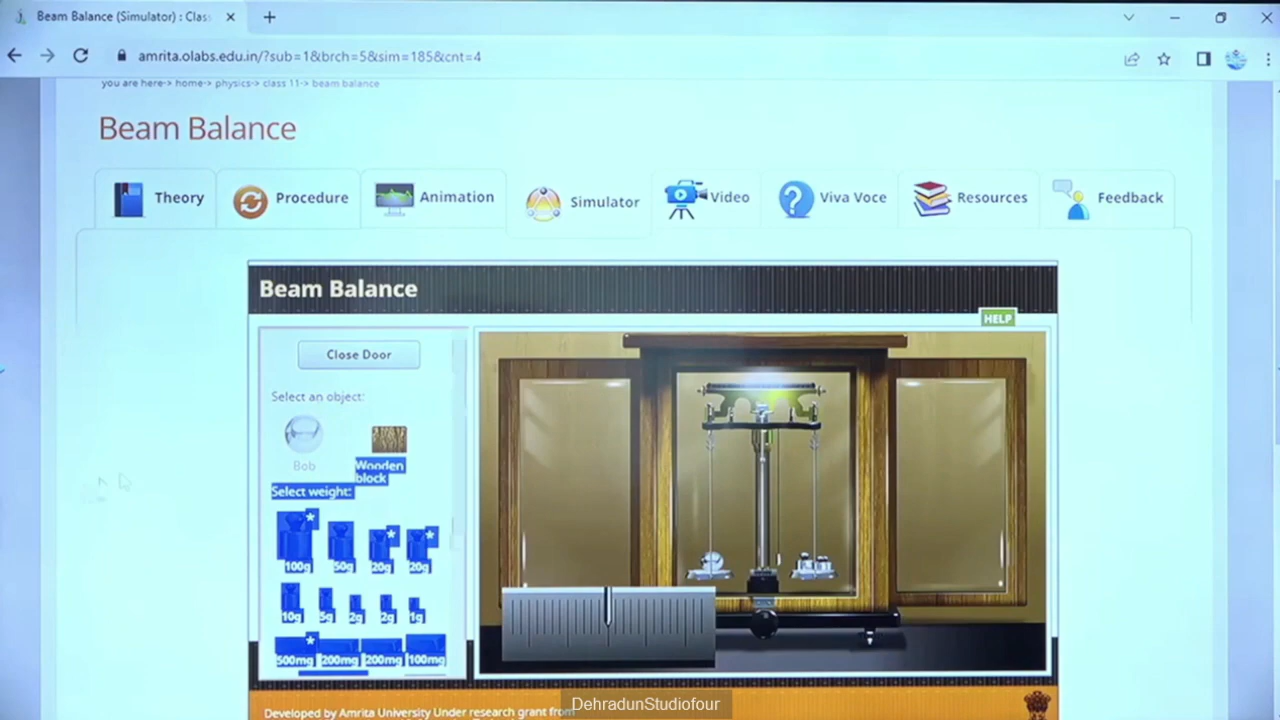 Beam Balance (Simulator) : Clas
amrita.olabs.edu.in/?sub=1&brch=5&sim=185&cnt=4
you are here-> home-> physics-> class 11-> beam balance
Beam Balance
Theory
Procedure
Animation
Simulator
Video
Viva Voce
Resources
Feedback
Beam Balance
HELP
Close Door
Select an object:
Bob
Wooden
block
Select weight:
100g 50g 20g 20g
10g 5g 2g 2g 1g
500mg 200mg 200mg 100mg
Developed by Amrita University Under research grant from
DehradunStudiofour